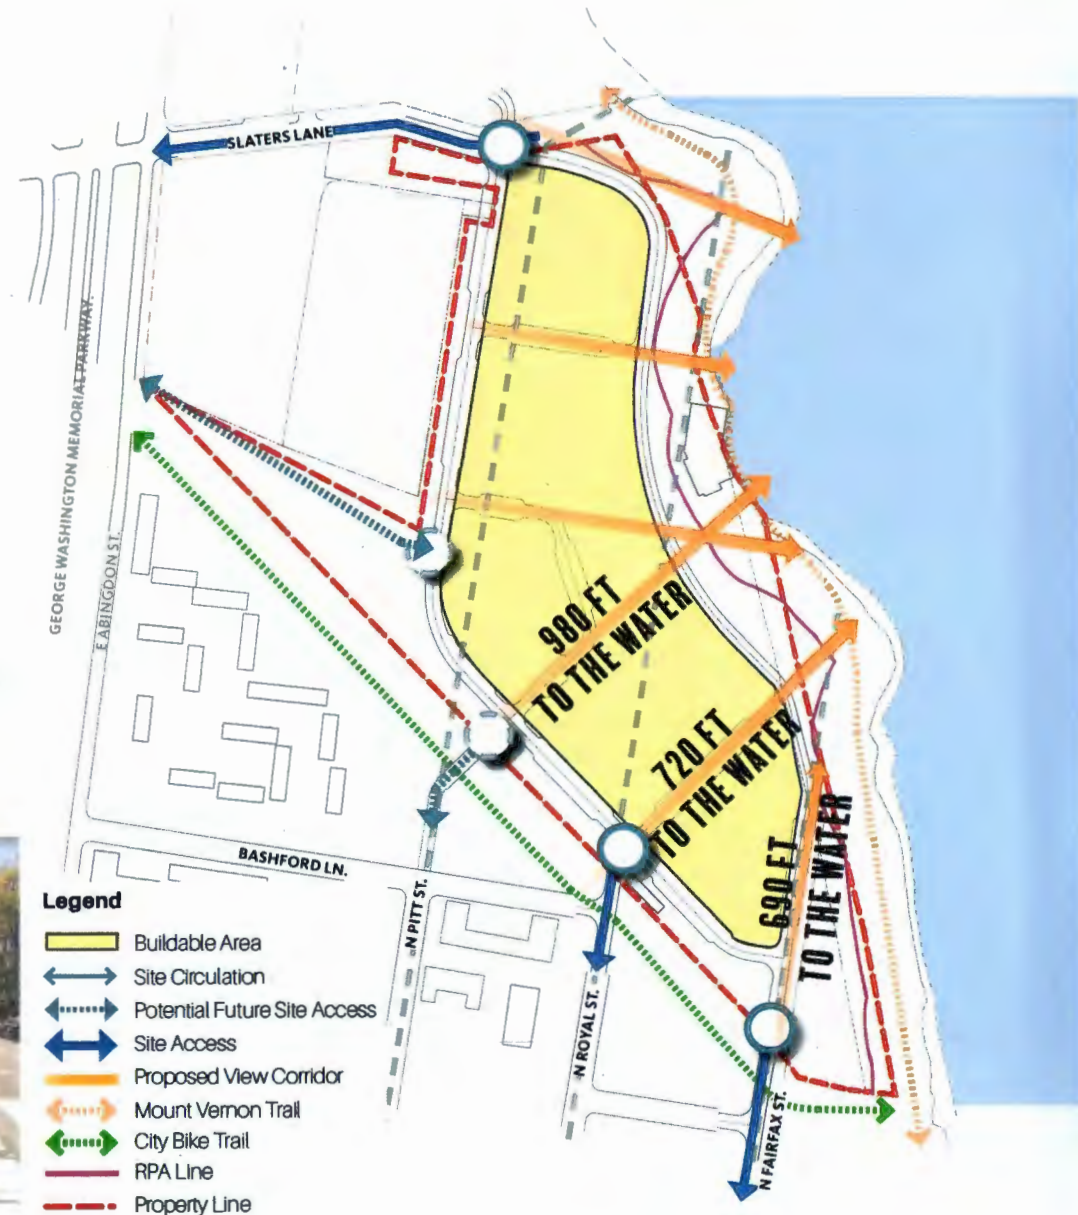 SLATERS LANE
GEORGE WASHINGTON MEMORIAL PARKWAY.
E ABINGDON ST.
980 FT
TO THE WATER
720 FT
TO THE WATER
690 FT
TO THE WATER
BASHFORD LN.
N PITT ST.
N ROYAL ST.
N FAIRFAX ST.
Legend
Buildable Area
Site Circulation
Potential Future Site Access
Site Access
Proposed View Corridor
Mount Vernon Trail
City Bike Trail
RPA Line
Property Line